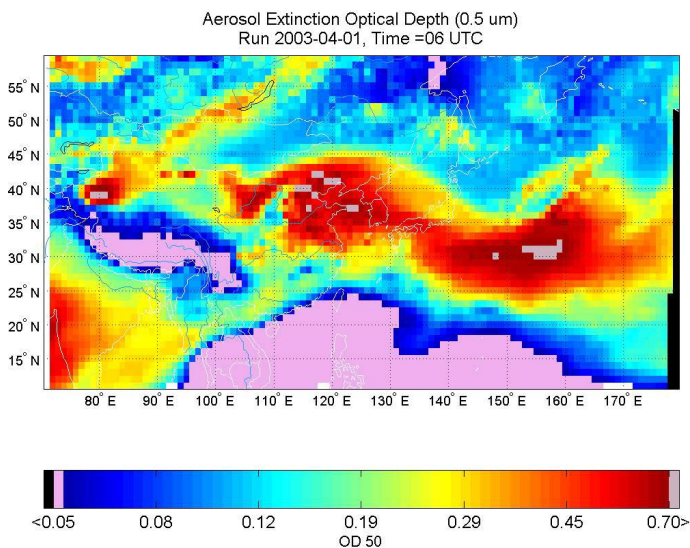 Aerosol Extinction Optical Depth (0.5 um)
Run 2003-04-01, Time =06 UTC
55° N
50° N
45° N
40° N
35° N
30° N
25° N
20° N
15° N
80° E 90° E 100° E 110° E 120° E 130° E 140° E 150° E 160° E 170° E
<0.05 0.08 0.12 0.19 0.29 0.45 0.70>
OD 50